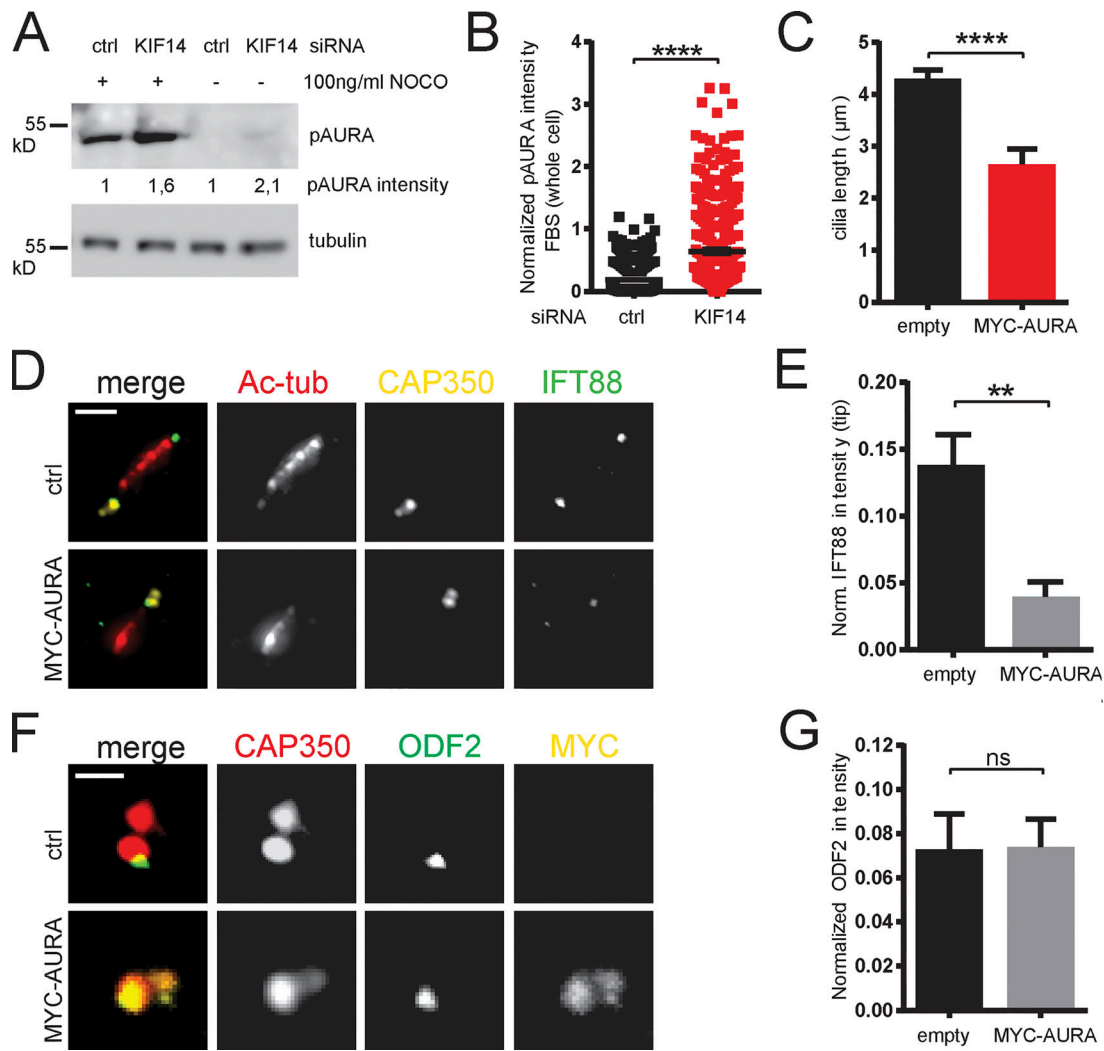 A
ctrl KIF14 ctrl KIF14 siRNA
+ + - - 100ng/ml NOCO
55
kD
pAURA
1 1,6 1 2,1 pAURA intensity
55
kD
tubulin
B
Normalized pAURA intensity
FBS (whole cell)
4
3
2
1
0
****
siRNA ctrl KIF14
C
cilia length (µm)
5
4
3
2
1
0
****
empty MYC-AURA
D
merge Ac-tub CAP350 IFT88
ctrl
MYC-AURA
E
Norm. IFT88 intensity (tip)
0.20
0.15
0.10
0.05
0.00
**
empty MYC-AURA
F
merge CAP350 ODF2 MYC
ctrl
MYC-AURA
G
Normalized ODF2 intensity
0.12
0.10
0.08
0.06
0.04
0.02
0.00
ns
empty MYC-AURA